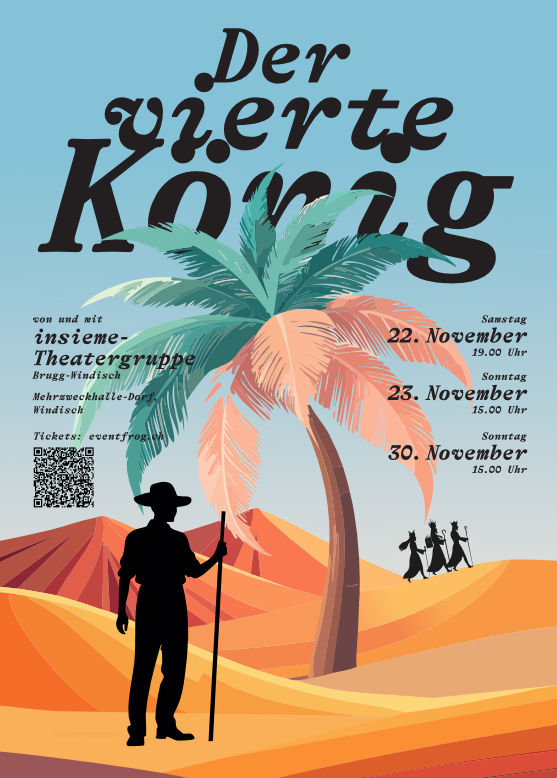 Der
vierte
König
von und mit
insieme-
Theatergruppe
Brugg-Windisch
Mehrzweckhalle-Dorf,
Windisch
Tickets: eventfrog.ch
Samstag
22. November
19.00 Uhr
Sonntag
23. November
15.00 Uhr
Sonntag
30. November
15.00 Uhr